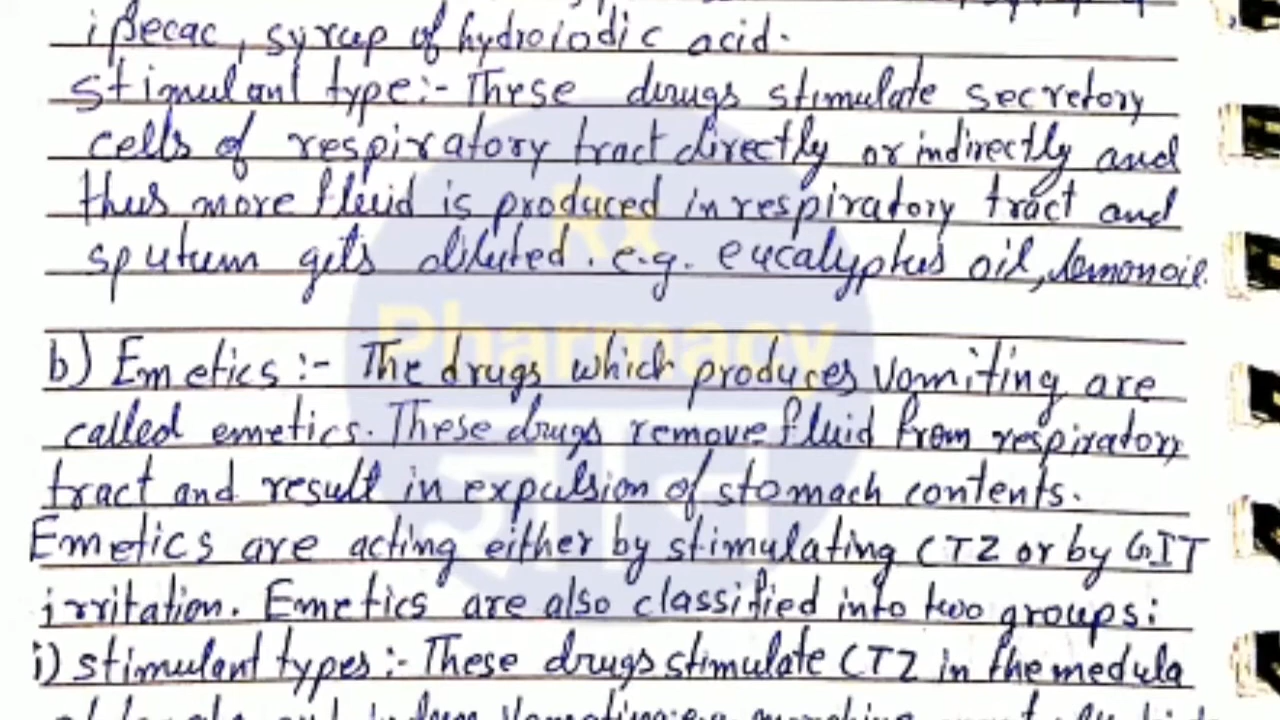 ipecac, syrup of hydroiodic acid.
stimulant type:- These drugs stimulate secretory
cells of respiratory tract directly or indirectly and
thus more fluid is produced in respiratory tract and
sputum gets diluted. e.g. eucalyptus oil, lemon oil.
b) Emetics :- The drugs which produces vomiting are
called emetics. These drugs remove fluid from respiratory
tract and result in expulsion of stomach contents.
Emetics are acting either by stimulating CTZ or by GIT
irritation. Emetics are also classified into two groups:
i) stimulant types :- These drugs stimulate CTZ in the medula
Rx
Pharmacy
ज्ञान